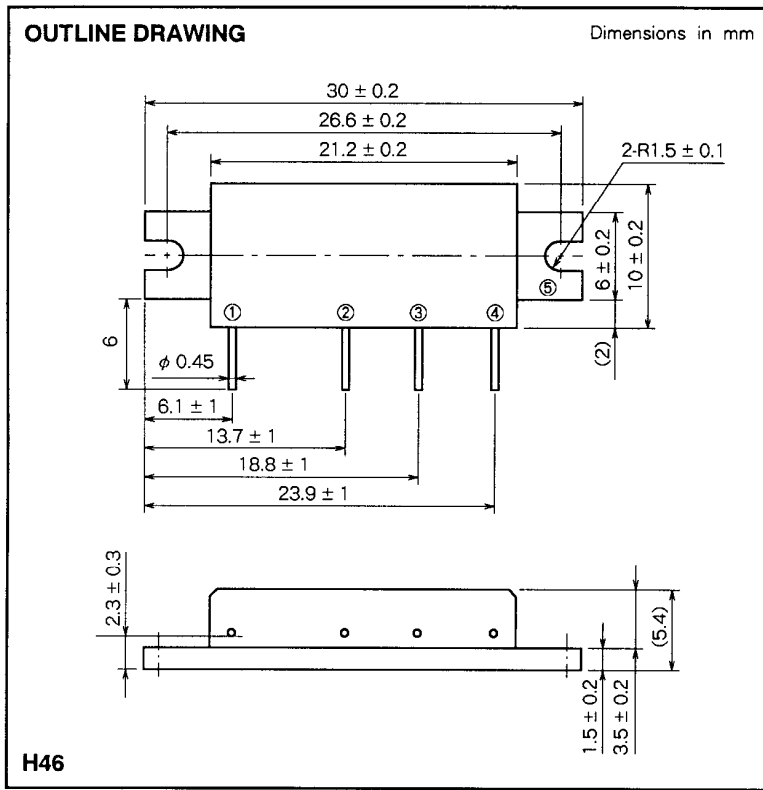 OUTLINE DRAWING
Dimensions in mm
30 ± 0.2
26.6 ± 0.2
21.2 ± 0.2
2-R1.5 ± 0.1
6 ± 0.2
10 ± 0.2
⑤
① ② ③ ④
(2)
6
ϕ 0.45
6.1 ± 1
13.7 ± 1
18.8 ± 1
23.9 ± 1
2.3 ± 0.3
(5.4)
1.5 ± 0.2
3.5 ± 0.2
H46